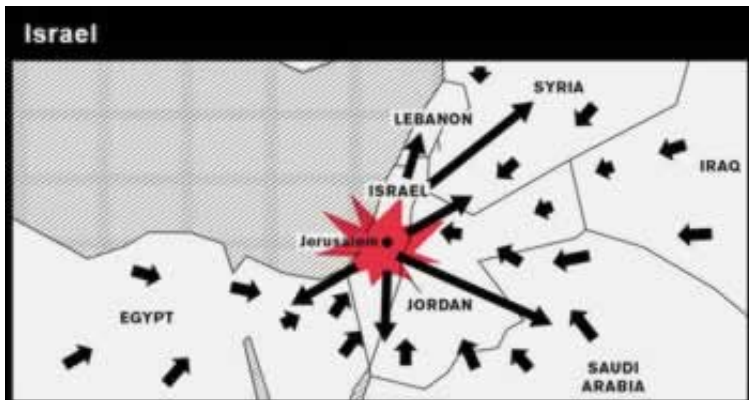 Israel
SYRIA
LEBANON
IRAQ
ISRAEL
Jerusalem
JORDAN
EGYPT
SAUDI
ARABIA